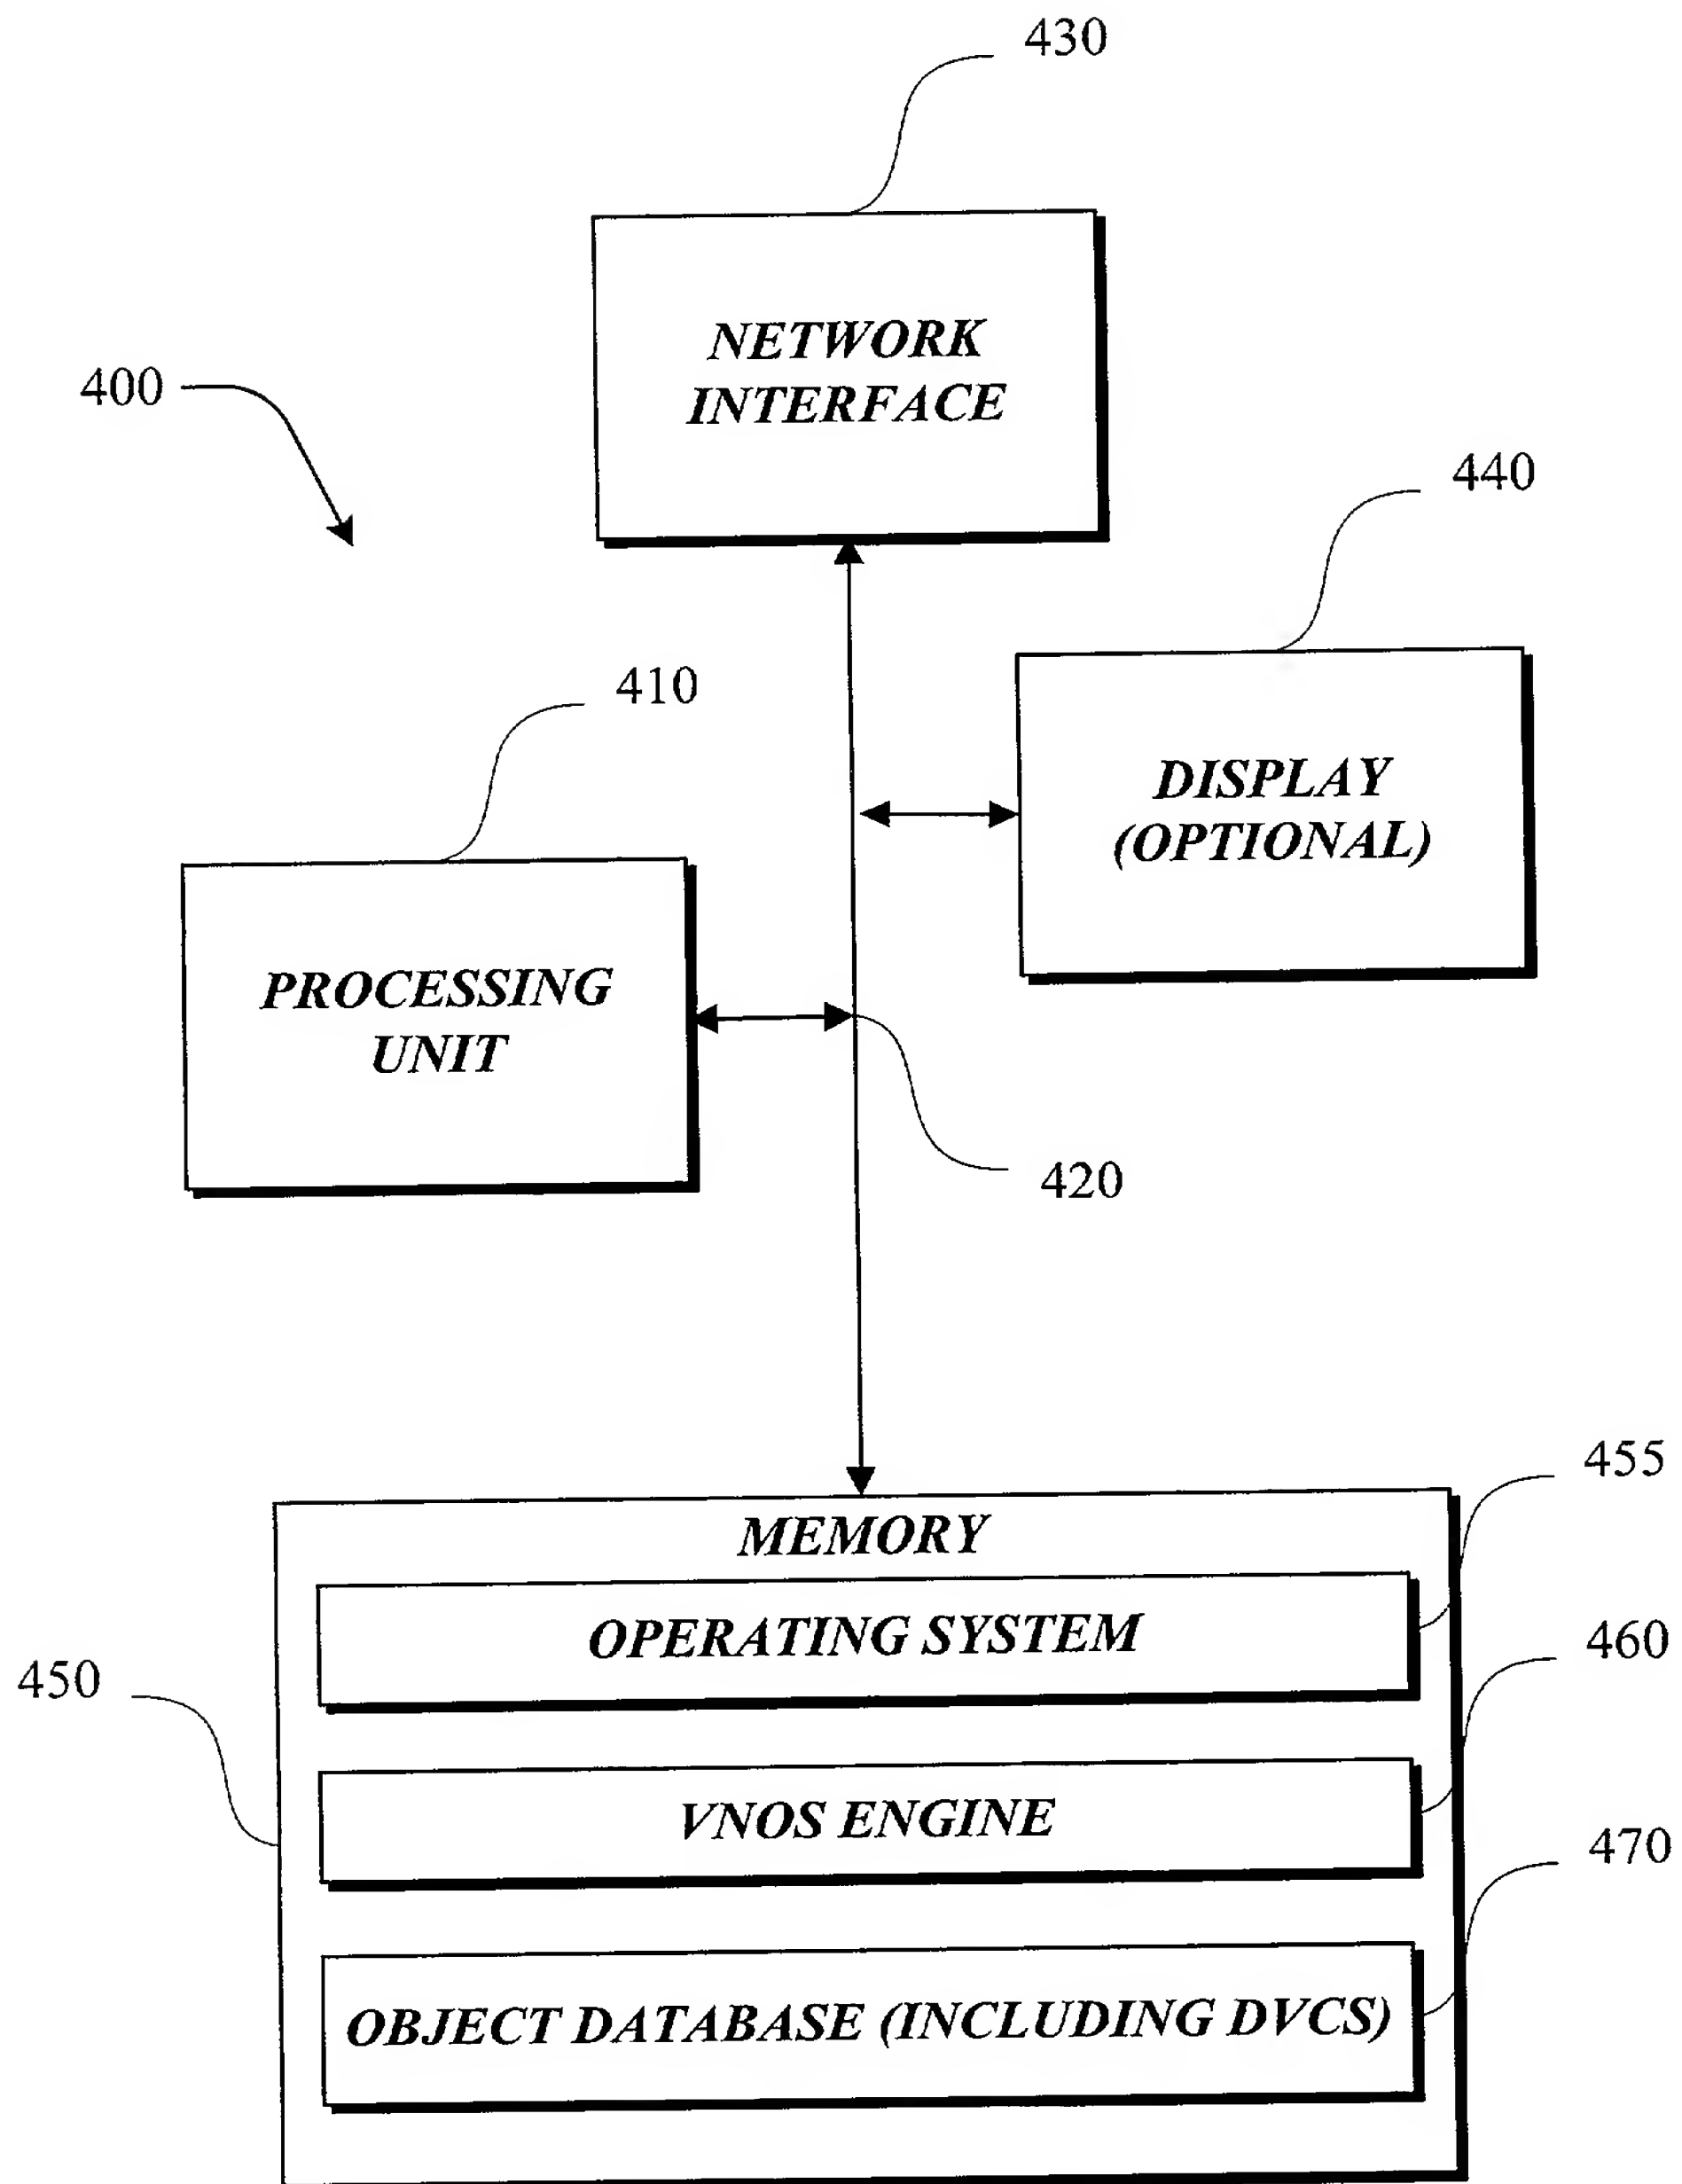 430
NETWORK
INTERFACE
400
440
DISPLAY
(OPTIONAL)
410
PROCESSING
UNIT
420
455
MEMORY
OPERATING SYSTEM
460
450
VNOS ENGINE
470
OBJECT DATABASE (INCLUDING DVCS)